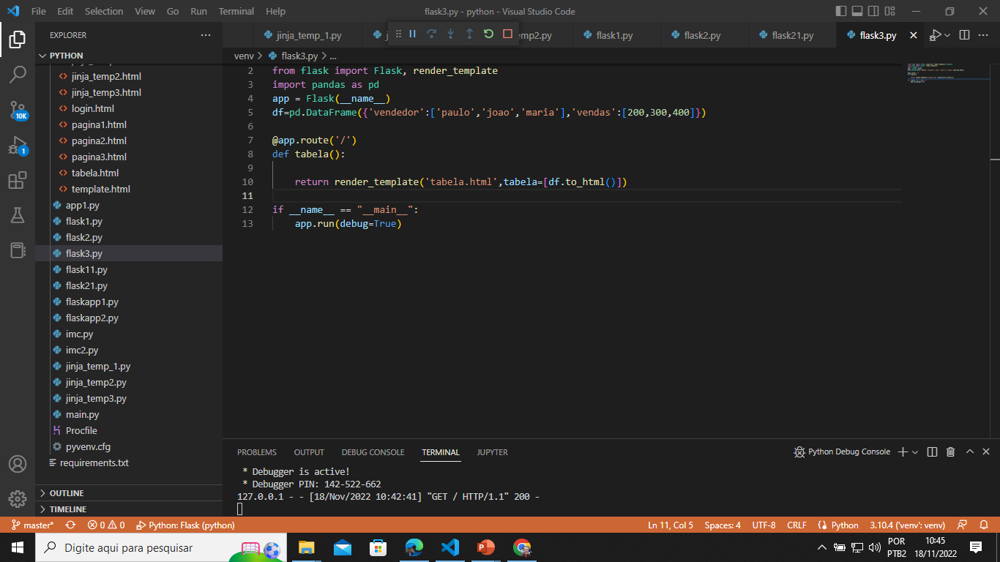 File Edit Selection View Go Run Terminal Help
flask3.py - python - Visual Studio Code
EXPLORER
jinja_temp_1.py
temp2.py
flask1.py
flask2.py
flask21.py
flask3.py
PYTHON
jinja_temp2.html
jinja_temp3.html
login.html
pagina1.html
pagina2.html
pagina3.html
tabela.html
template.html
app1.py
flask1.py
flask2.py
flask3.py
flask11.py
flask21.py
flaskapp1.py
flaskapp2.py
imc.py
imc2.py
jinja_temp_1.py
jinja_temp2.py
jinja_temp3.py
main.py
Procfile
pyvenv.cfg
requirements.txt
OUTLINE
TIMELINE
10K
1
venv > flask3.py > ...
2 from flask import Flask, render_template
3 import pandas as pd
4 app = Flask(__name__)
5 df=pd.DataFrame({'vendedor':['paulo','joao','maria'],'vendas':[200,300,400]})
6
7 @app.route('/')
8 def tabela():
9
10 return render_template('tabela.html',tabela=[df.to_html()])
11
12 if __name__ == "__main__":
13 app.run(debug=True)
PROBLEMS OUTPUT DEBUG CONSOLE TERMINAL JUPYTER
Python Debug Console
* Debugger is active!
* Debugger PIN: 142-522-662
127.0.0.1 - - [18/Nov/2022 10:42:41] "GET / HTTP/1.1" 200 -
master* 0 0 Python: Flask (python)
Ln 11, Col 5 Spaces: 4 UTF-8 CRLF Python 3.10.4 ('venv': venv)
Digite aqui para pesquisar
POR
PTB2
10:45
18/11/2022